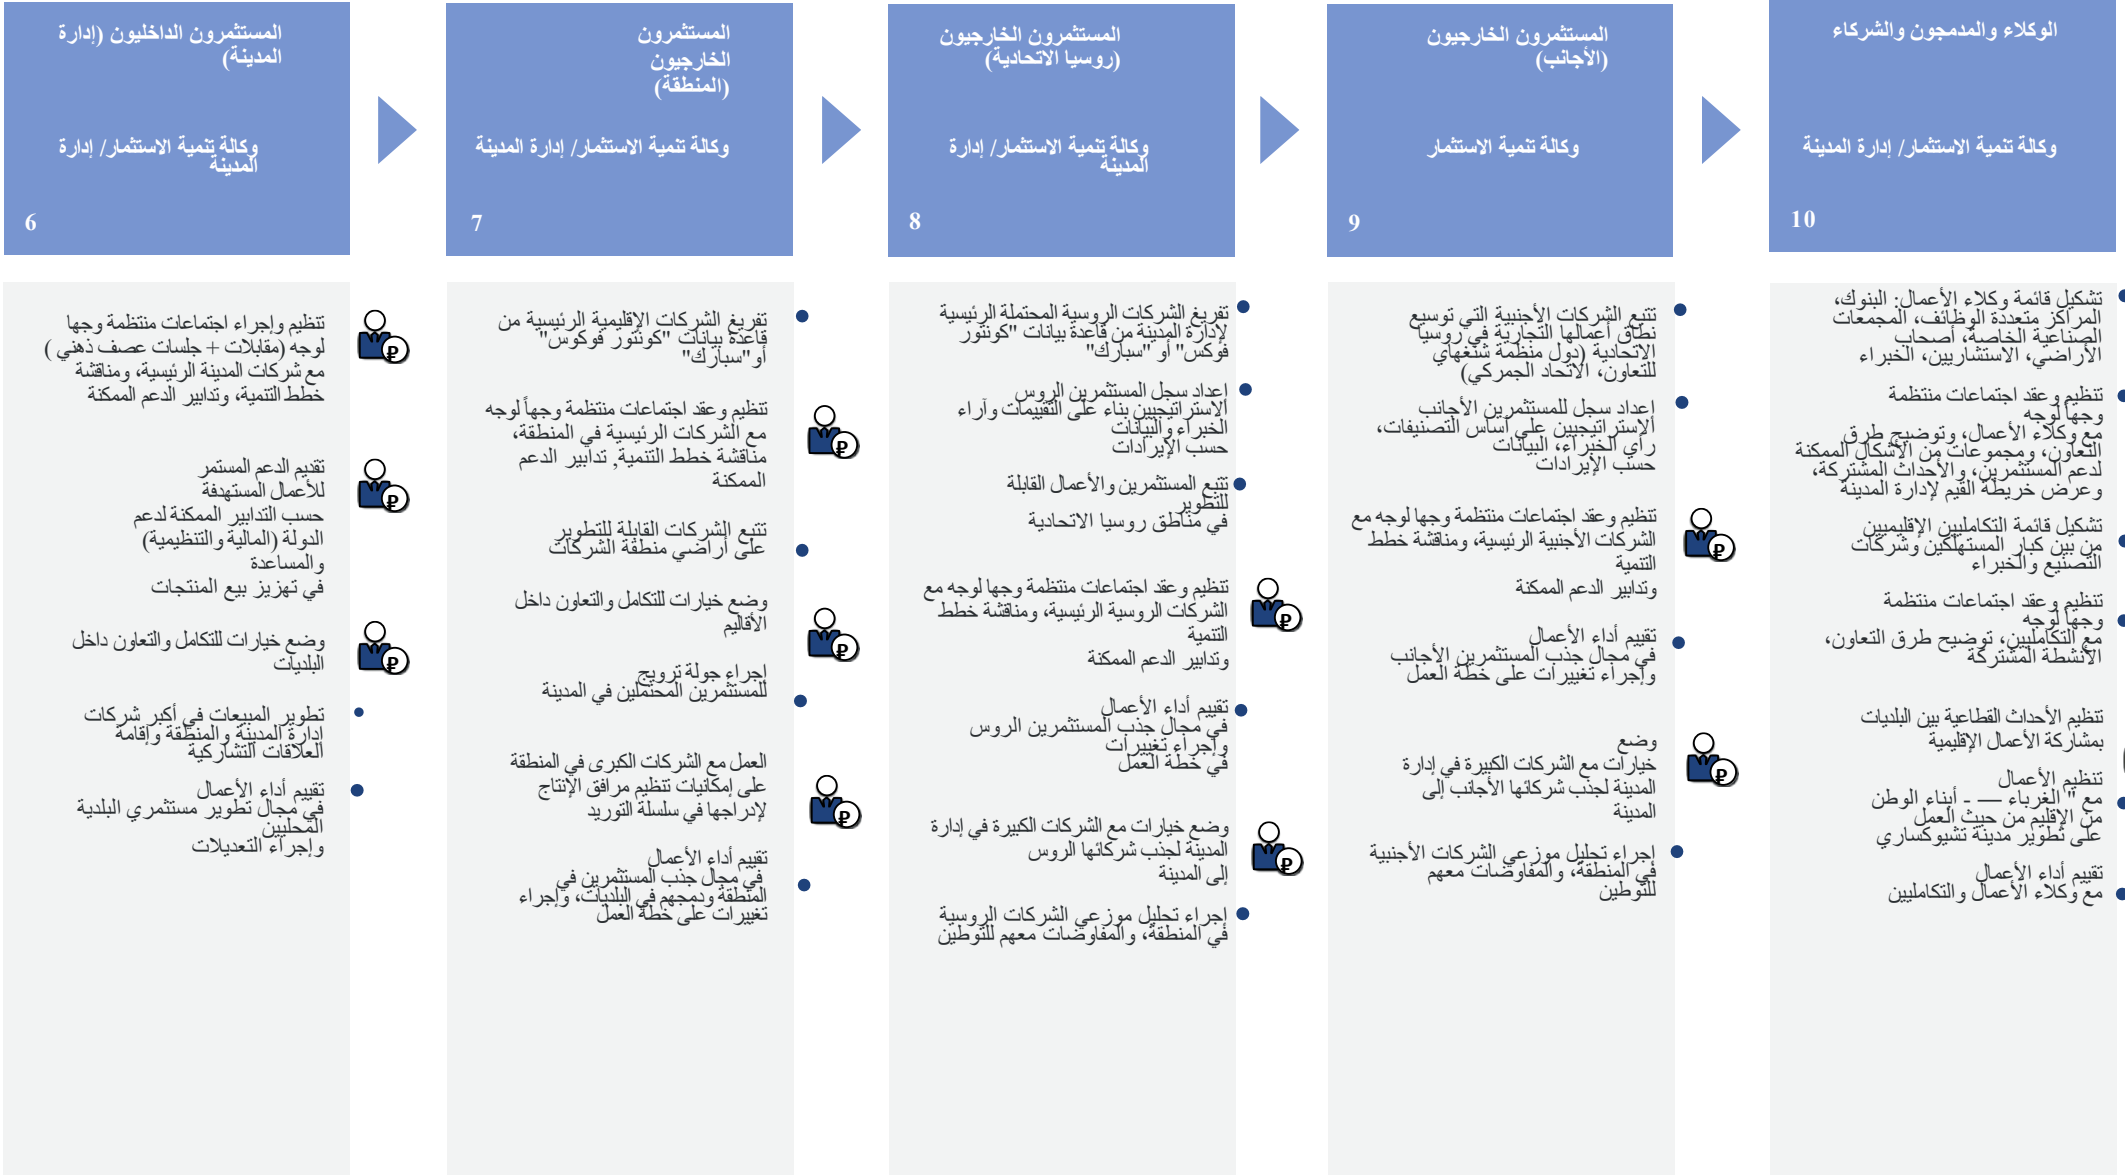 المستثمرون الداخليون (إدارة
المدينة)
وكالة تنمية الاستثمار/ إدارة
المدينة
6
تنظيم وإجراء اجتماعات منتظمة وجها
لوجه (مقابلات + جلسات عصف ذهني )
مع شركات المدينة الرئيسية، ومناقشة
خطط التنمية، وتدابير الدعم الممكنة
تقديم الدعم المستمر
للأعمال المستهدفة
حسب التدابير الممكنة لدعم
الدولة (المالية والتنظيمية)
والمساعدة
في تهزيز بيع المنتجات
وضع خيارات للتكامل والتعاون داخل
البلديات
تطوير المبيعات في أكبر شركات
إدارة المدينة والمنطقة وإقامة
العلاقات التشاركية
تقييم أداء الأعمال
في مجال تطوير مستثمري البلدية
المحليين
وإجراء التعديلات
المستثمرون
الخارجيون
(المنطقة)
وكالة تنمية الاستثمار/ إدارة المدينة
7
تفريغ الشركات الإقليمية الرئيسية من
قاعدة بيانات "كونتور فوكوس"
أو"سبارك"
تنظيم وعقد اجتماعات منتظمة وجهاً لوجه
مع الشركات الرئيسية في المنطقة،
مناقشة خطط التنمية, تدابير الدعم
الممكنة
تتبع الشركات القابلة للتطوير
على أراضي منطقة الشركات
وضع خيارات للتكامل والتعاون داخل
الأقاليم
إجراء جولة ترويج
للمستثمرين المحتملين في المدينة
العمل مع الشركات الكبرى في المنطقة
على إمكانيات تنظيم مرافق الإنتاج
لإدراجها في سلسلة التوريد
تقييم أداء الأعمال
في مجال جذب المستثمرين في
المنطقة ودمجهم في البلديات، وإجراء
تغييرات على خطة العمل
المستثمرون الخارجيون
(روسيا الاتحادية)
وكالة تنمية الاستثمار/ إدارة
المدينة
8
تفريغ الشركات الروسية المحتملة الرئيسية
لإدارة المدينة من قاعدة بيانات "كونتور
فوكس" أو "سبارك"
إعداد سجل المستثمرين الروس
الاستراتيجيين بناء على التقييمات وآراء
الخبراء والبيانات
حسب الإيرادات
تتبع المستثمرين والأعمال القابلة
للتطوير
في مناطق روسيا الاتحادية
تنظيم وعقد اجتماعات منتظمة وجها لوجه مع
الشركات الروسية الرئيسية، ومناقشة خطط
التنمية
وتدابير الدعم الممكنة
تقييم أداء الأعمال
في مجال جذب المستثمرين الروس
وإجراء تغييرات
في خطة العمل
وضع خيارات مع الشركات الكبيرة في إدارة
المدينة لجذب شركائها الروس
إلى المدينة
إجراء تحليل موزعي الشركات الروسية
في المنطقة، والمفاوضات معهم للتوطين
المستثمرون الخارجيون
(الأجانب)
وكالة تنمية الاستثمار
9
تتبع الشركات الأجنبية التي توسيع
نطاق أعمالها التجارية في روسيا
الاتحادية (دول منظمة شنغهاي
للتعاون، الاتحاد الجمركي)
إعداد سجل للمستثمرين الأجانب
الإستراتيجيين على أساس التصنيفات،
رأي الخبراء، البيانات
حسب الإيرادات
تنظيم وعقد اجتماعات منتظمة وجها لوجه مع
الشركات الأجنبية الرئيسية، ومناقشة خطط
التنمية
وتدابير الدعم الممكنة
تقييم أداء الأعمال
في مجال جذب المستثمرين الأجانب
وإجراء تغييرات على خطة العمل
وضع
خيارات مع الشركات الكبيرة في إدارة
المدينة لجذب شركائها الأجانب إلى
المدينة
إجراء تحليل موزعي الشركات الأجنبية
في المنطقة، والمفاوضات معهم
للتوطين
الوكلاء والمدمجون والشركاء
وكالة تنمية الاستثمار/ إدارة المدينة
10
تشكيل قائمة وكلاء الأعمال: البنوك،
المراكز متعددة الوظائف، المجمعات
الصناعية الخاصة، أصحاب
الأراضي، الاستشاريين، الخبراء
تنظيم وعقد اجتماعات منتظمة
وجها لوجه
مع وكلاء الأعمال، وتوضيح طرق
التعاون، ومجموعات من الأشكال الممكنة
لدعم المستثمرين، والأحداث المشتركة،
وعرض خريطة القيم لإدارة المدينة
تشكيل قائمة التكامليين الإقليميين
من بين كبار المستهلكين وشركات
التصنيع والخبراء
تنظيم وعقد اجتماعات منتظمة
وجها لوجه
مع التكامليين، توضيح طرق التعاون،
الأنشطة المشتركة
تنظيم الأحداث القطاعية بين البلديات
بمشاركة الأعمال الإقليمية
تنظيم الأعمال
مع " الغرباء — - أبناء الوطن
من الإقليم من حيث العمل
على تطوير مدينة تشيوكساري
تقييم أداء الأعمال
مع وكلاء الأعمال والتكامليين